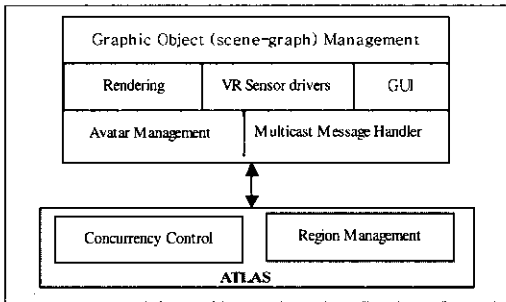 Graphic Object (scene-graph) Management
Rendering VR Sensor drivers GUI
Avatar Management Multicast Message Handler
Concurrency Control Region Management
ATLAS